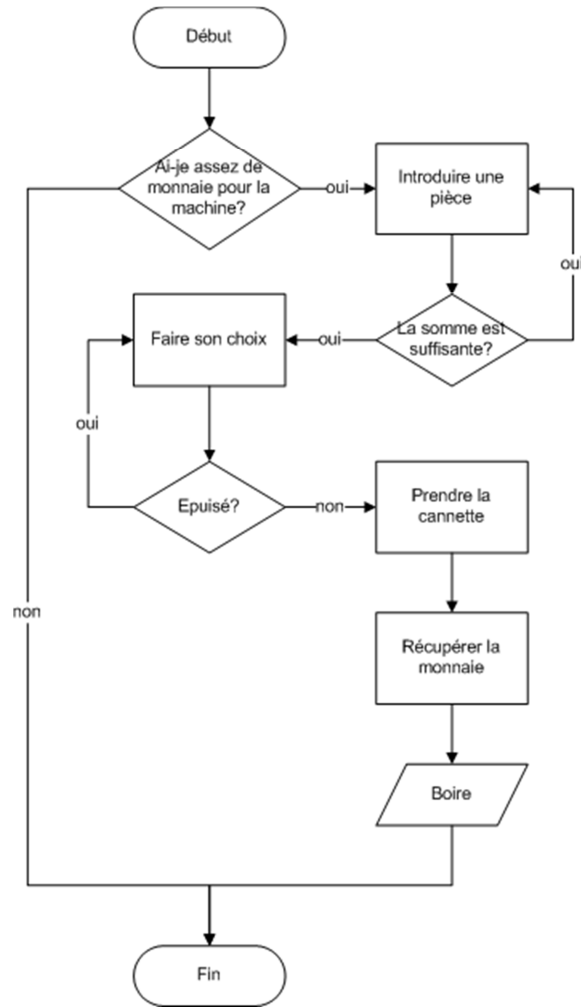 Début
Ai-je assez de
monnaie pour la
machine?
oui
Introduire une
pièce
oui
La somme est
suffisante?
oui
Faire son choix
oui
Epuisé?
non
Prendre la
cannette
non
Récupérer la
monnaie
Boire
Fin